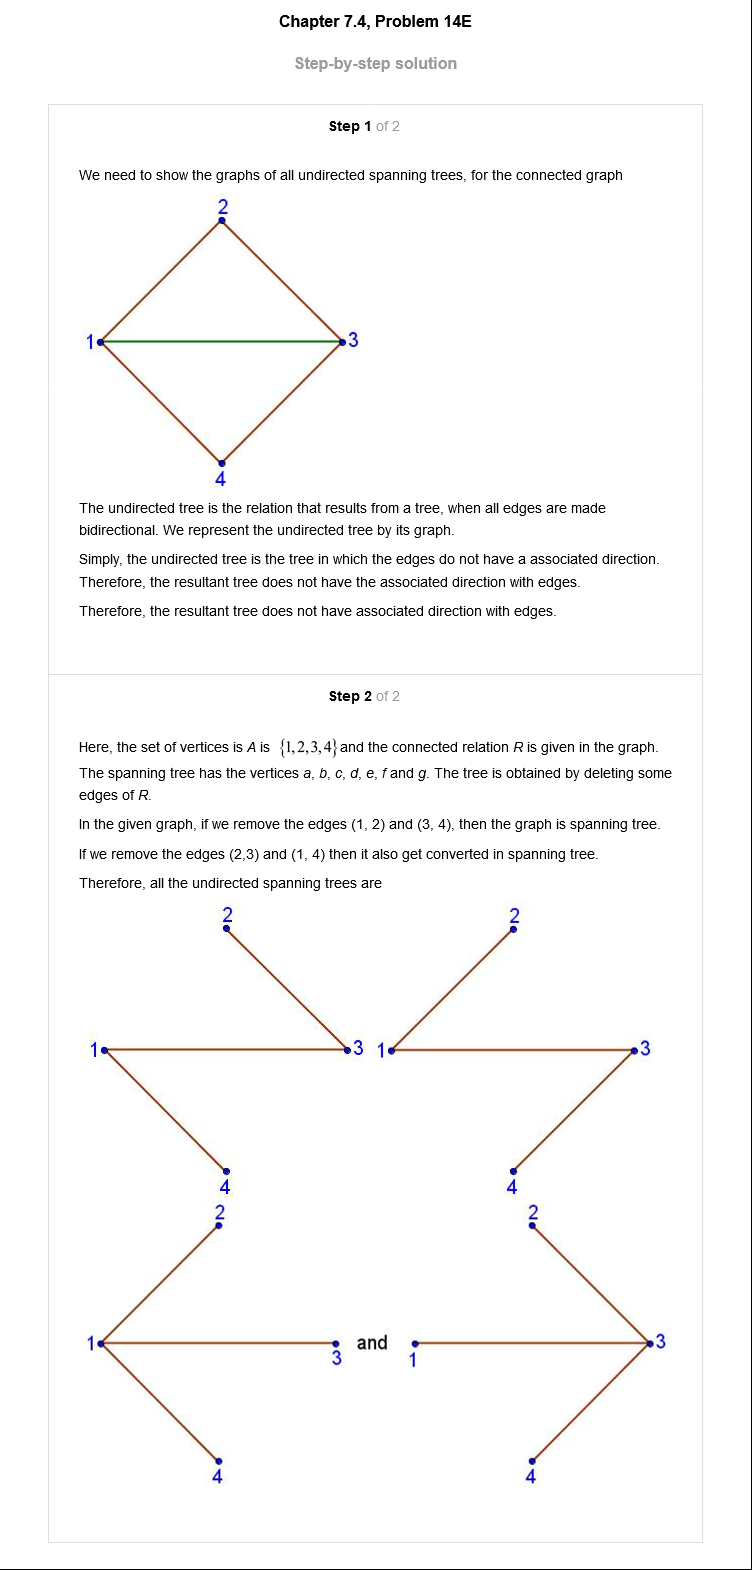 Chapter 7.4, Problem 14E
Step-by-step solution
Step 1 of 2
We need to show the graphs of all undirected spanning trees, for the connected graph
2
1
3
4
The undirected tree is the relation that results from a tree, when all edges are made
bidirectional. We represent the undirected tree by its graph.
Simply, the undirected tree is the tree in which the edges do not have a associated direction.
Therefore, the resultant tree does not have the associated direction with edges.
Therefore, the resultant tree does not have associated direction with edges.
Step 2 of 2
Here, the set of vertices is A is {1,2,3,4} and the connected relation R is given in the graph.
The spanning tree has the vertices a, b, c, d, e, f and g. The tree is obtained by deleting some
edges of R.
In the given graph, if we remove the edges (1, 2) and (3, 4), then the graph is spanning tree.
If we remove the edges (2,3) and (1, 4) then it also get converted in spanning tree.
Therefore, all the undirected spanning trees are
2 2
1 3 1 3
4 4
2 2
1 and 3
3 1
4 4